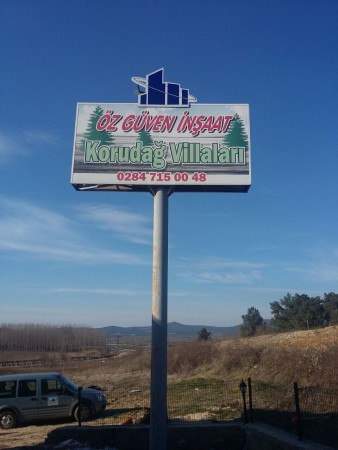 ÖZ GÜVEN İNŞAAT
Korudağ Villaları
0284 715 00 48